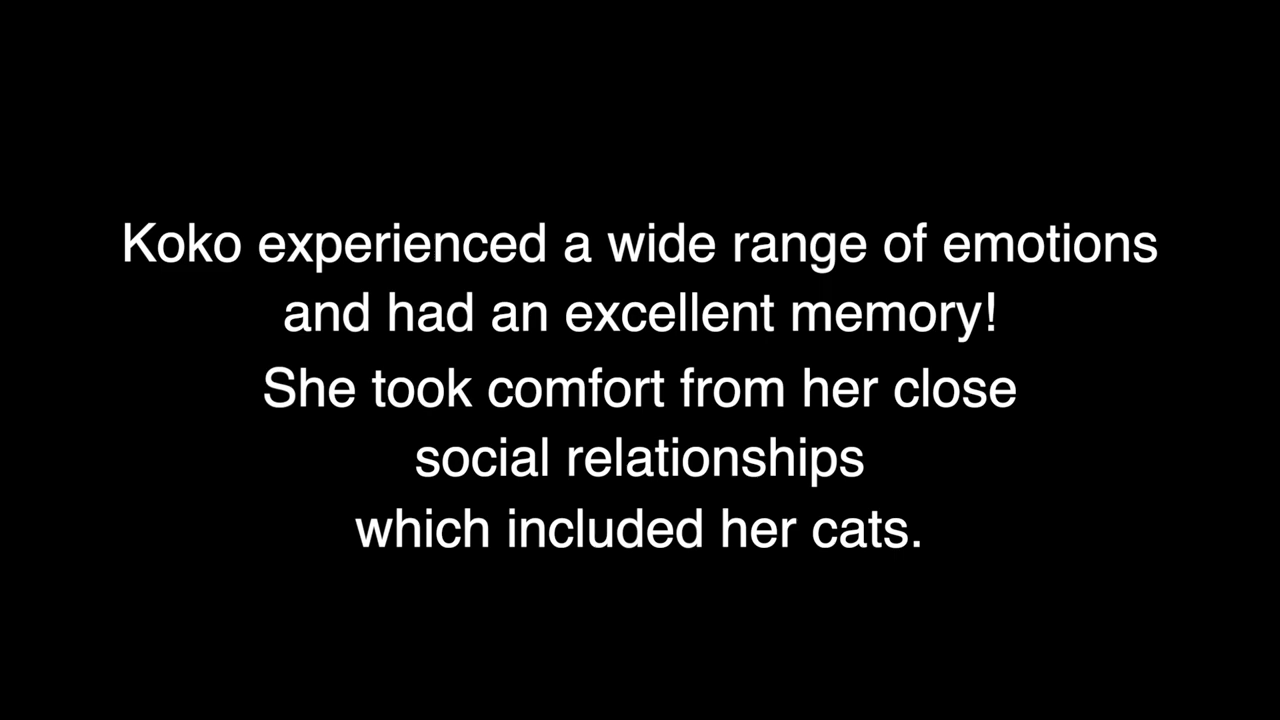 Koko experienced a wide range of emotions
and had an excellent memory!
She took comfort from her close
social relationships
which included her cats.